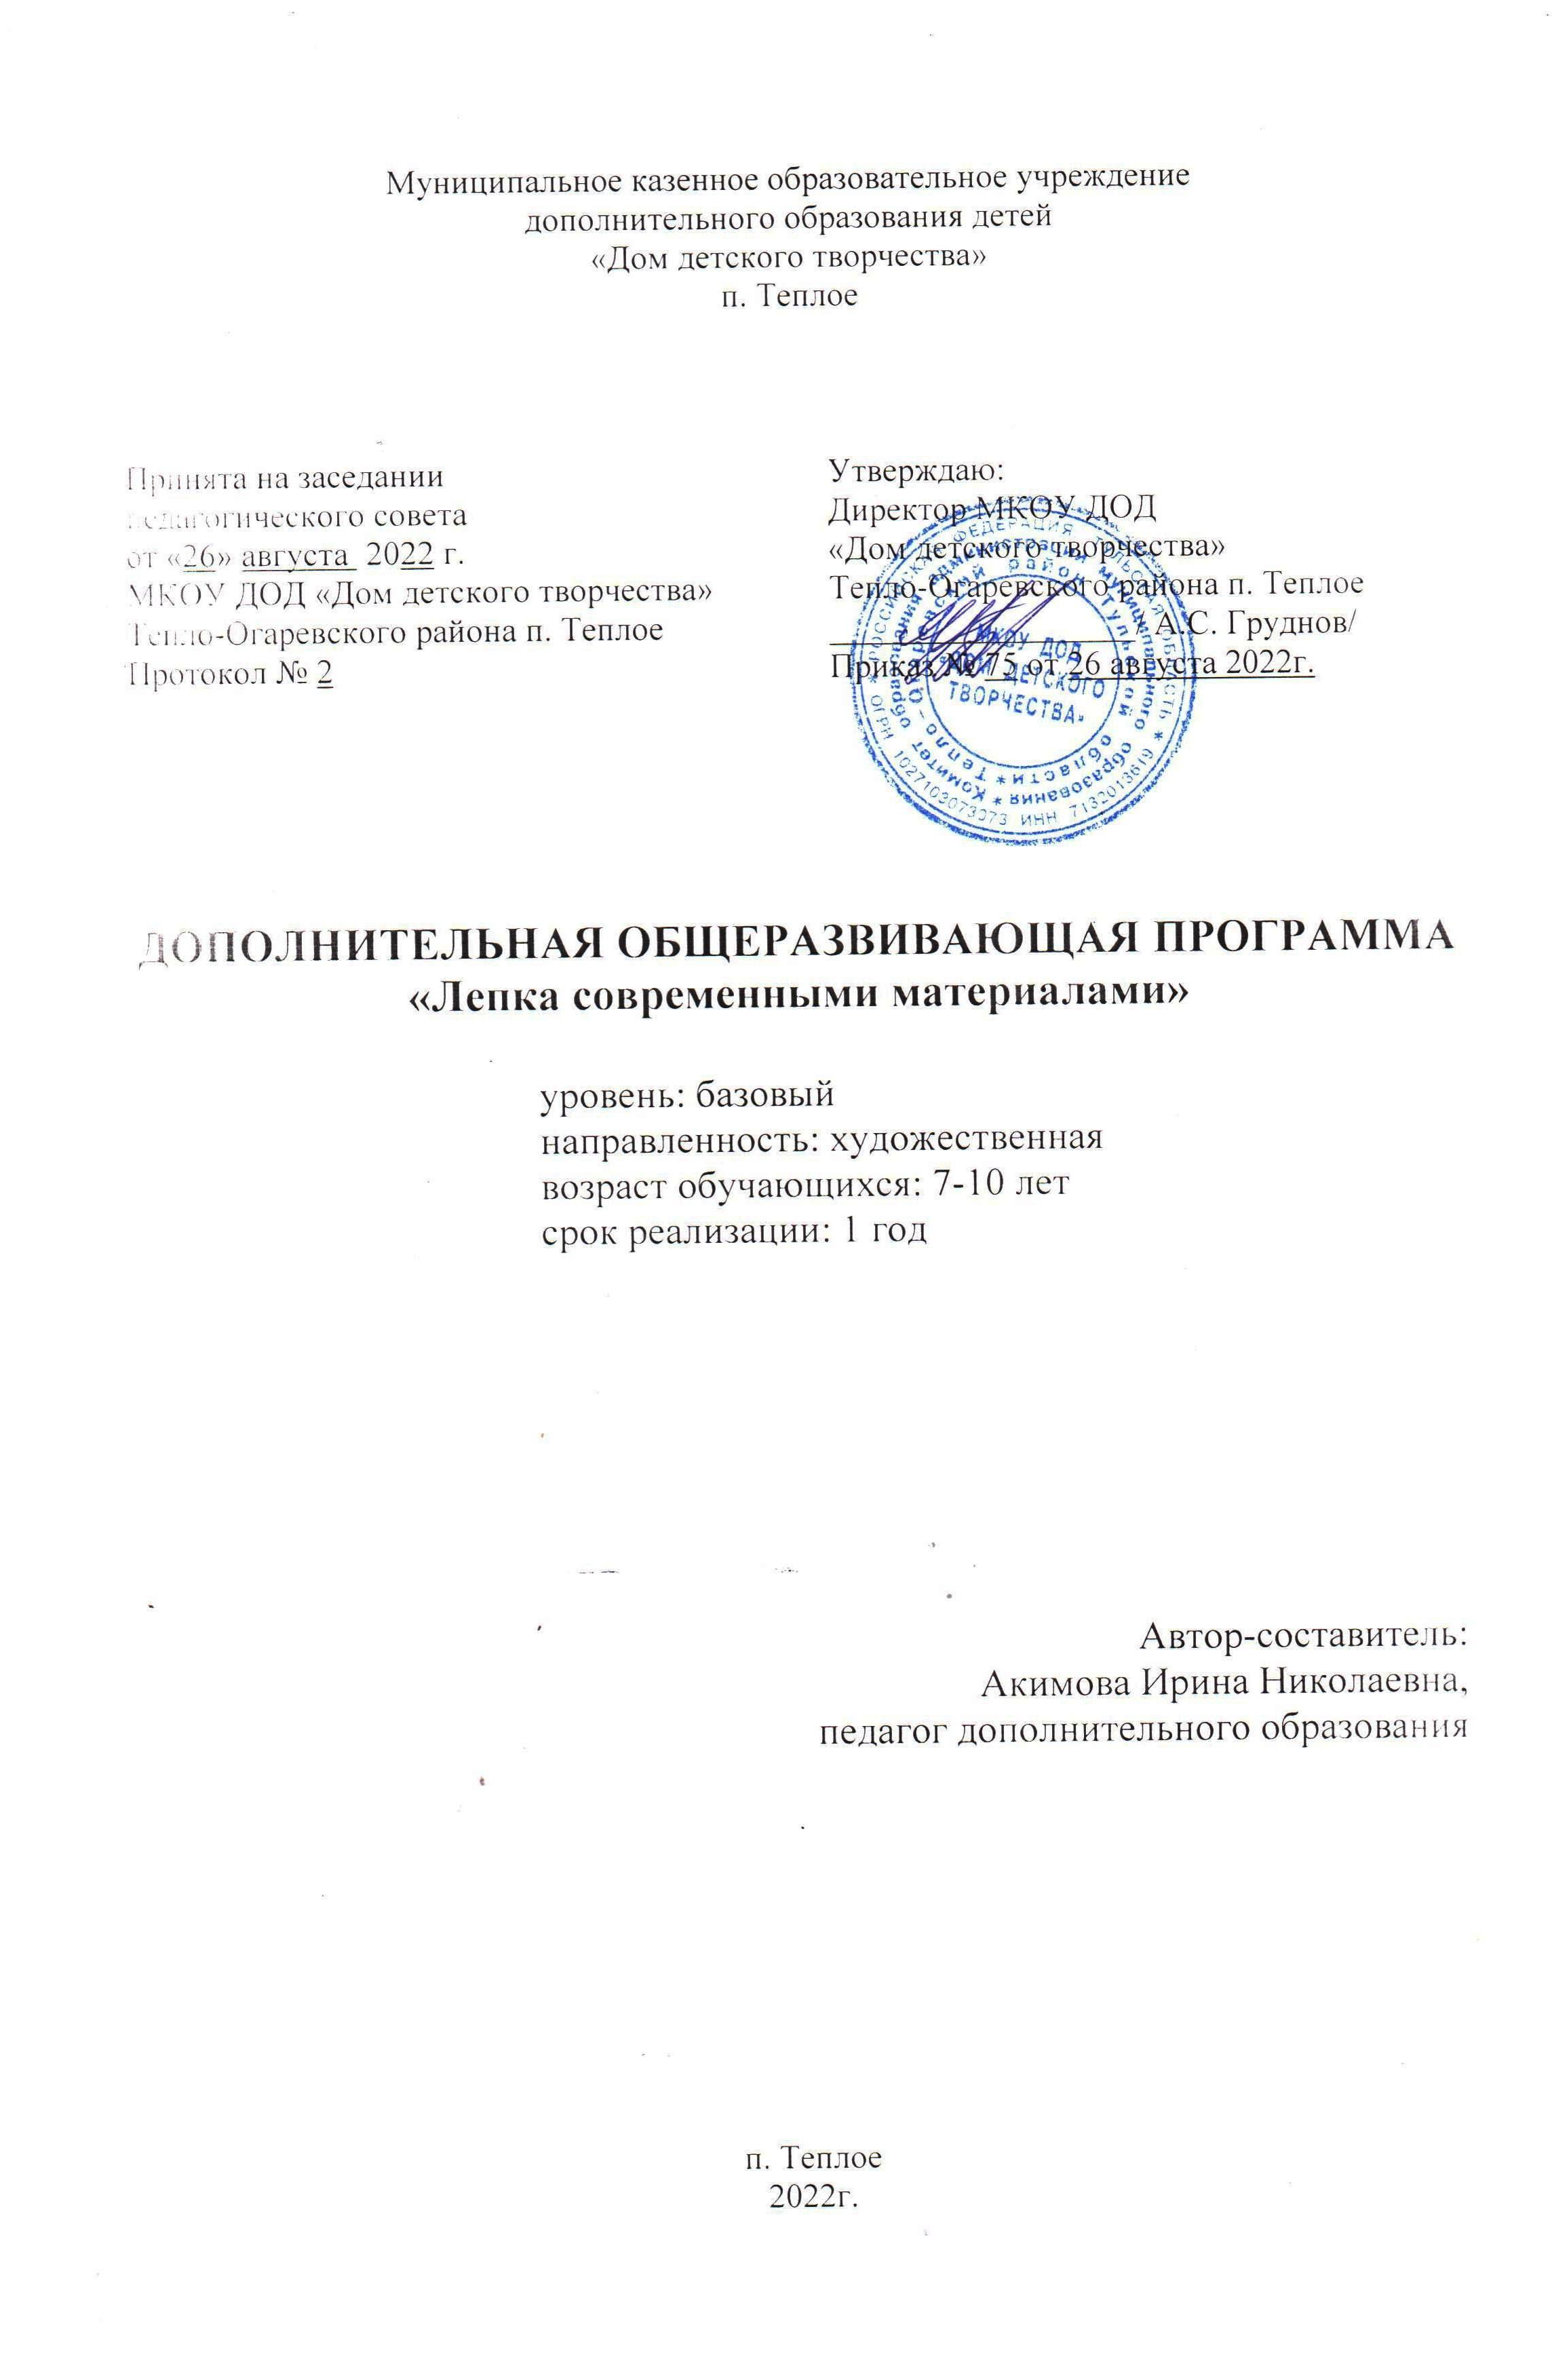 Муниципальное казенное образовательное учреждение
дополнительного образования детей
«Дом детского творчества»
п. Теплое
Принята на заседании
педагогического совета
от «26» августа 2022 г.
МКОУ ДОД «Дом детского творчества»
Тепло-Огаревского района п. Теплое
Протокол № 2
Утверждаю:
Директор МКОУ ДОД
«Дом детского творчества»
Тепло-Огаревского района п. Теплое
А.С. Груднов/
Приказ № 75 от 26 августа 2022г.
МКОУ ДОД
ДЕТСКОГО
ТВОРЧЕСТВА»
ДОПОЛНИТЕЛЬНАЯ ОБЩЕРАЗВИВАЮЩАЯ ПРОГРАММА
«Лепка современными материалами»
уровень: базовый
направленность: художественная
возраст обучающихся: 7-10 лет
срок реализации: 1 год
Автор-составитель:
Акимова Ирина Николаевна,
педагог дополнительного образования
п. Теплое
2022г.